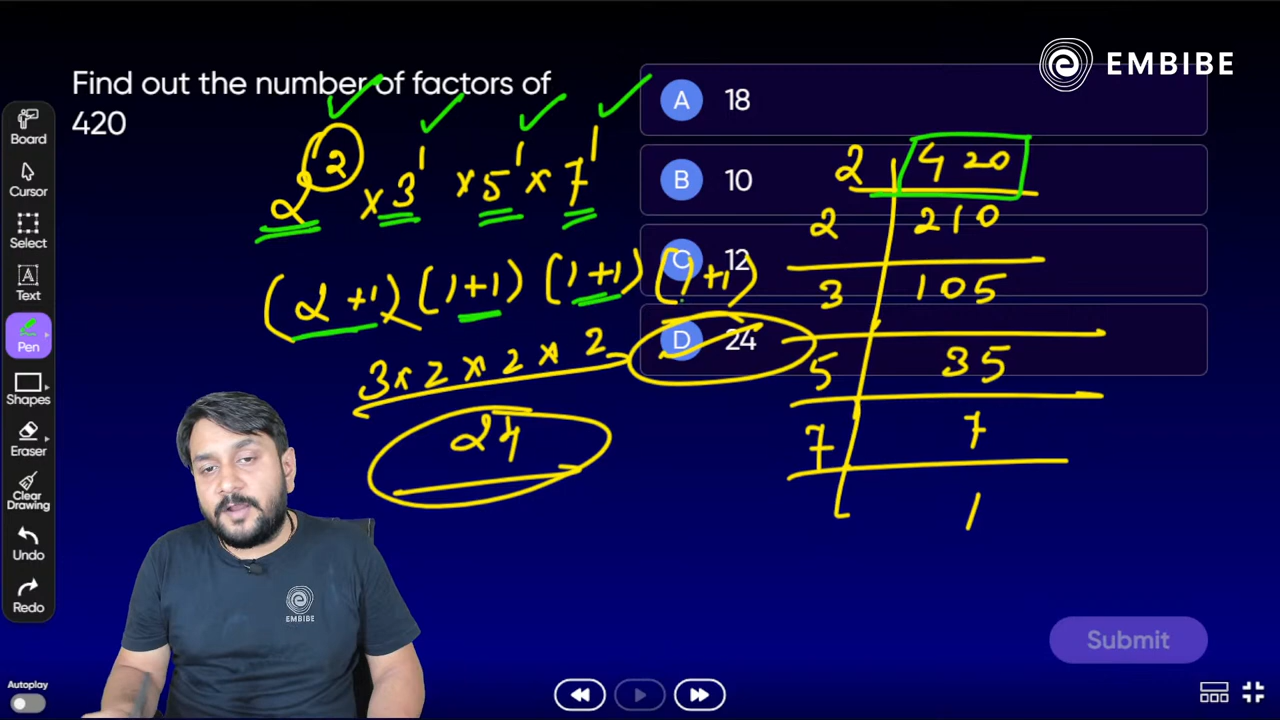 EMBIBE
Find out the number of factors of
420
A 18
B 10
C 12
D 24
2² × 3¹ × 5¹ × 7¹
(2+1) (1+1) (1+1) (1+1)
3 × 2 × 2 × 2
24
2 420
2 210
3 105
5 35
7 7
1
Board
Cursor
Select
Text
Pen
Shapes
Eraser
Clear
Drawing
Undo
Redo
EMBIBE
Autoplay
Submit